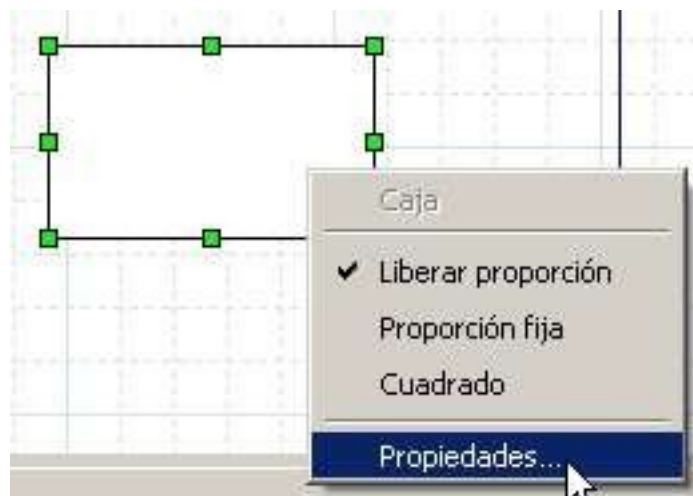 Caja
Liberar proporción
Proporción fija
Cuadrado
Propiedades...